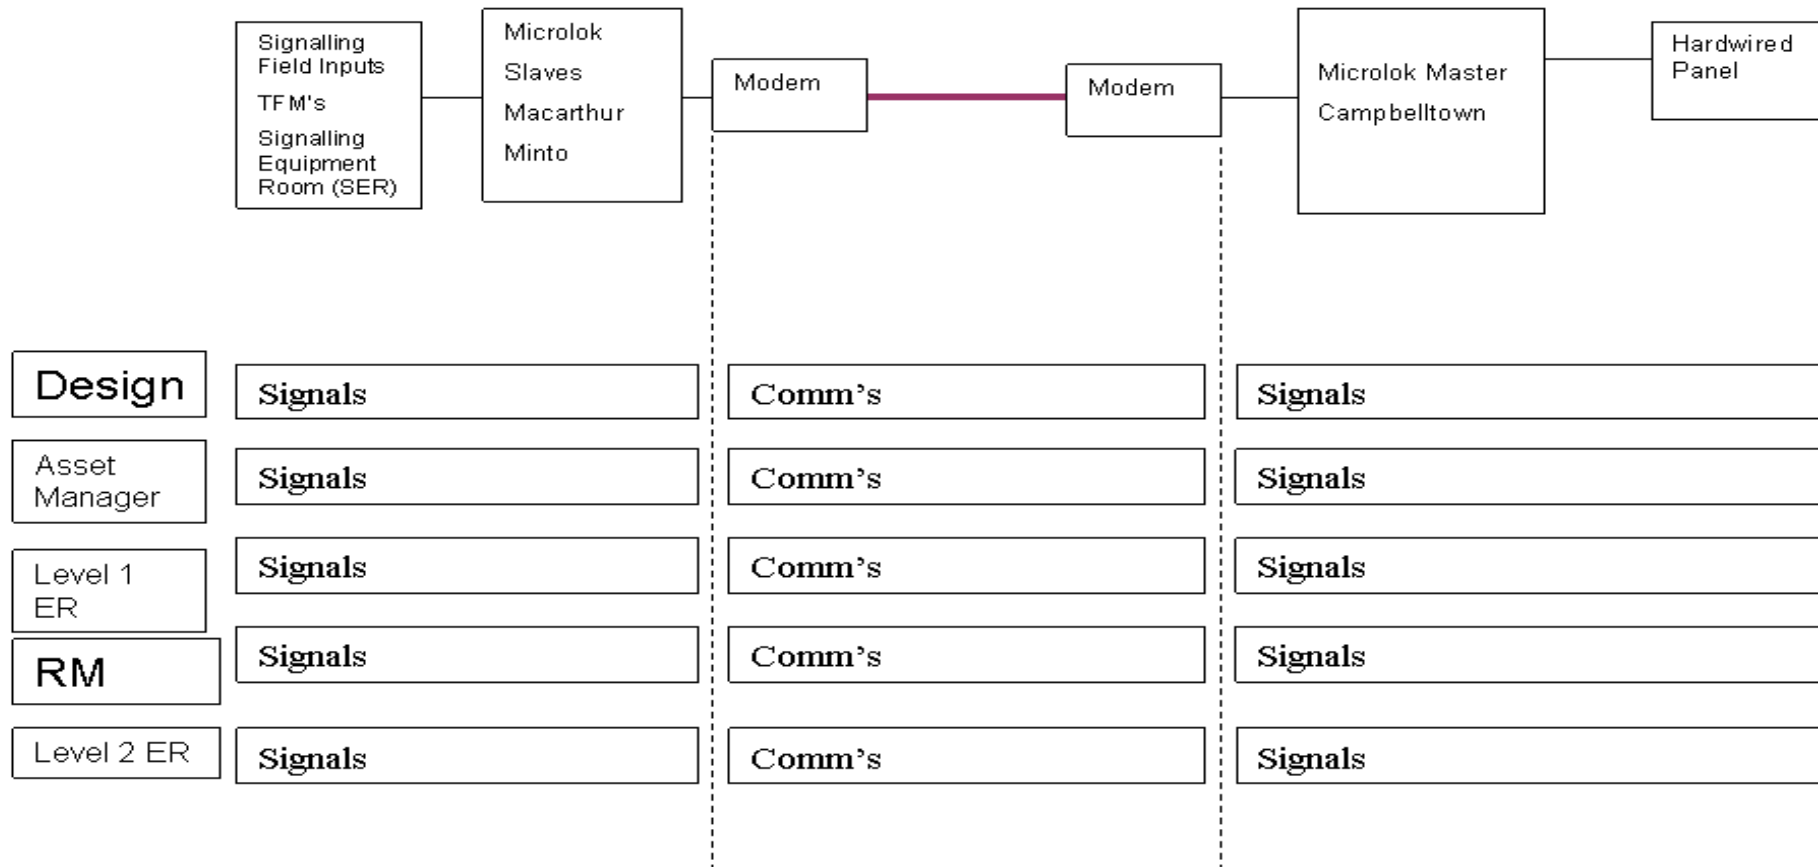 Signalling
Field Inputs
TFM's
Signalling
Equipment
Room (SER)
Microlok
Slaves
Macarthur
Minto
Modem
Modem
Microlok Master
Campbelltown
Hardwired
Panel
Design
Signals
Comm’s
Signals
Asset
Manager
Signals
Comm’s
Signals
Level 1
ER
Signals
Comm’s
Signals
RM
Signals
Comm’s
Signals
Level 2 ER
Signals
Comm’s
Signals